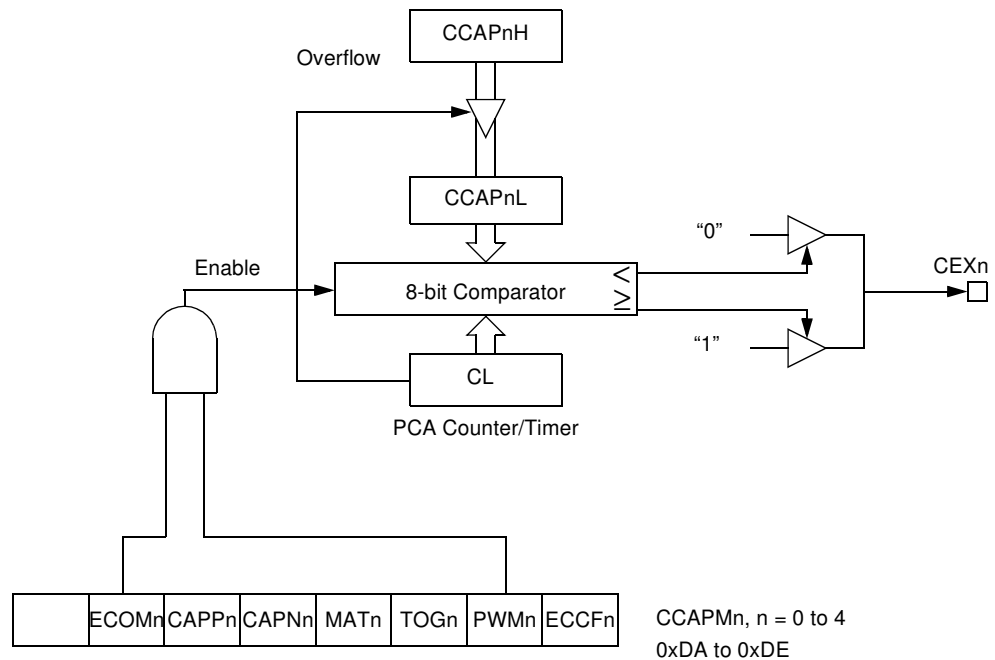 CCAPnH
Overflow
CCAPnL
"0"
Enable
8-bit Comparator
<
≥
CEXn
"1"
CL
PCA Counter/Timer
ECOMn CAPPn CAPNn MATn TOGn PWMn ECCFn
CCAPMn, n = 0 to 4
0xDA to 0xDE